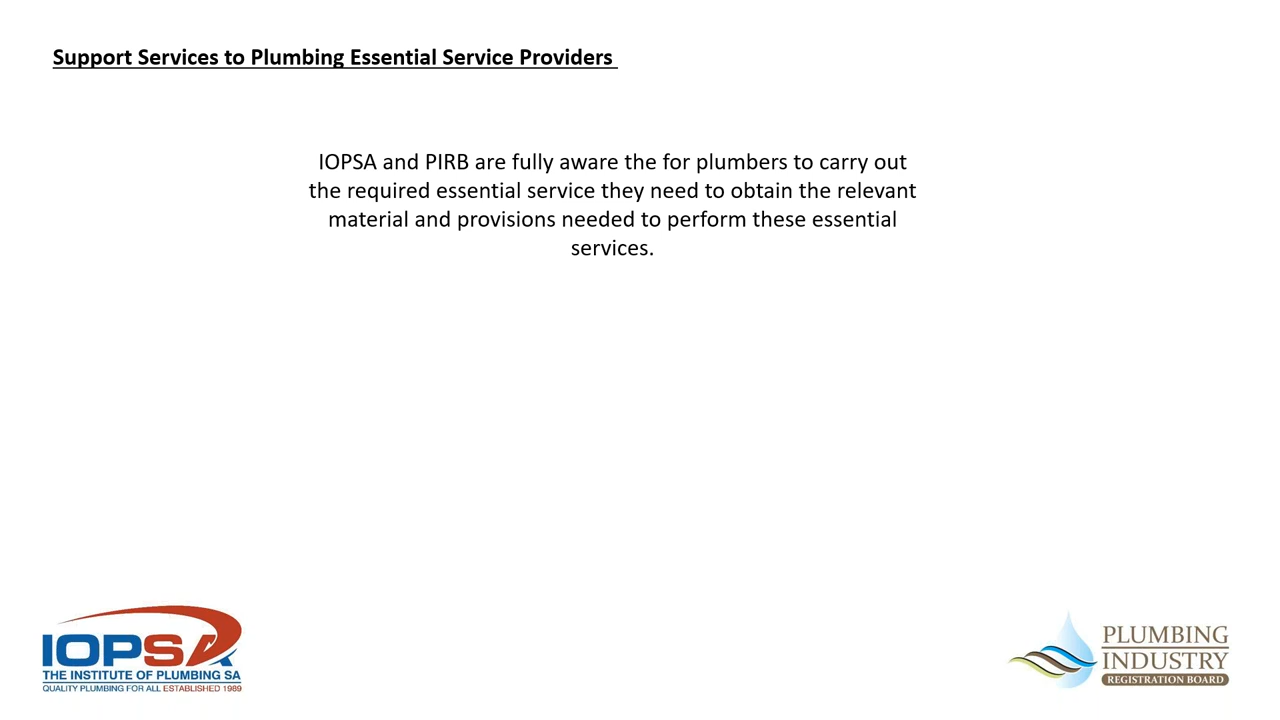 Support Services to Plumbing Essential Service Providers
IOPSA and PIRB are fully aware the for plumbers to carry out
the required essential service they need to obtain the relevant
material and provisions needed to perform these essential
services.
IOPSA
THE INSTITUTE OF PLUMBING SA
QUALITY PLUMBING FOR ALL ESTABLISHED 1989
PLUMBING
INDUSTRY
REGISTRATION BOARD